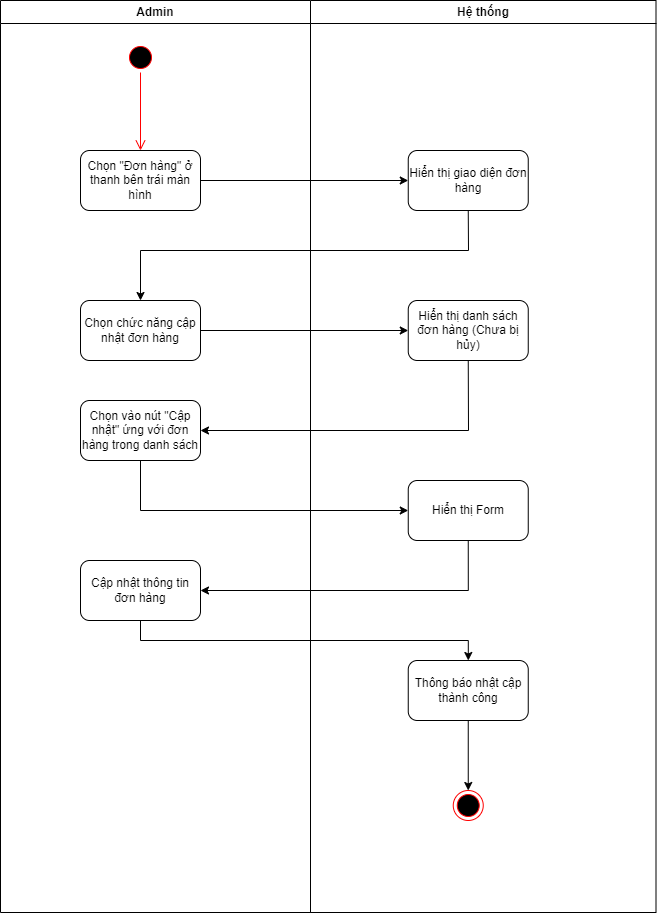 Admin
Hệ thống
Chọn "Đơn hàng" ở
thanh bên trái màn
hình
Hiển thị giao diện đơn
hàng
Chọn chức năng cập
nhật đơn hàng
Hiển thị danh sách
đơn hàng (Chưa bị
hủy)
Chọn vào nút "Cập
nhật" ứng với đơn
hàng trong danh sách
Hiển thị Form
Cập nhật thông tin
đơn hàng
Thông báo nhật cập
thành công